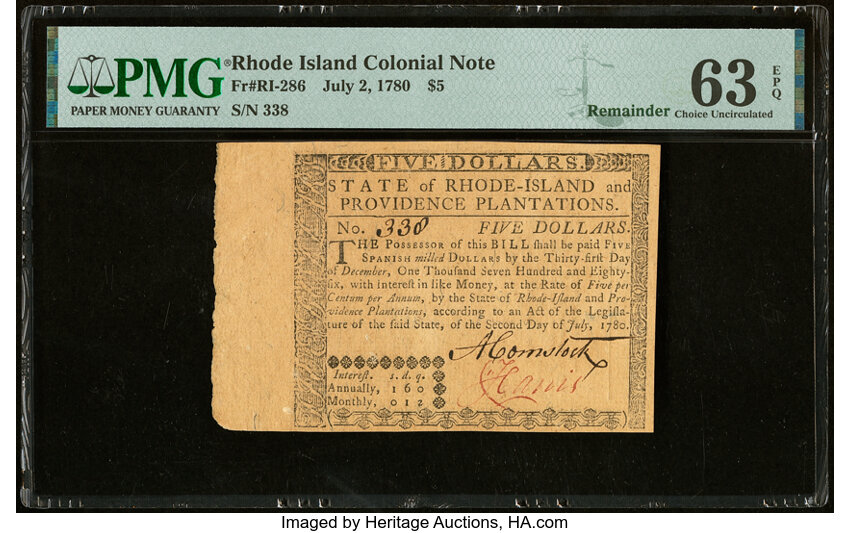 PMG® Rhode Island Colonial Note
Fr#RI-286 July 2, 1780 $5
PAPER MONEY GUARANTY S/N 338
Remainder
63 EPQ
Choice Uncirculated
FIVE DOLLARS.
STATE of RHODE-ISLAND and
PROVIDENCE PLANTATIONS.
No. 338 FIVE DOLLARS.
THE POSSESSOR of this BILL ſhall be paid FIVE
SPANISH milled DOLLARS by the Thirty-firſt Day
of December, One Thouſand Seven Hundred and Eighty-
ſix, with intereſt in like Money, at the Rate of Five per
Centum per Annum, by the State of Rhode-Iſland and Pro-
vidence Plantations, according to an Act of the Legiſla-
ture of the ſaid State, of the Second Day of July, 1780.
A Comstock
Harris
Intereſt. s. d. q.
Annually, 1 6 0
Monthly, 0 1 2
Imaged by Heritage Auctions, HA.com